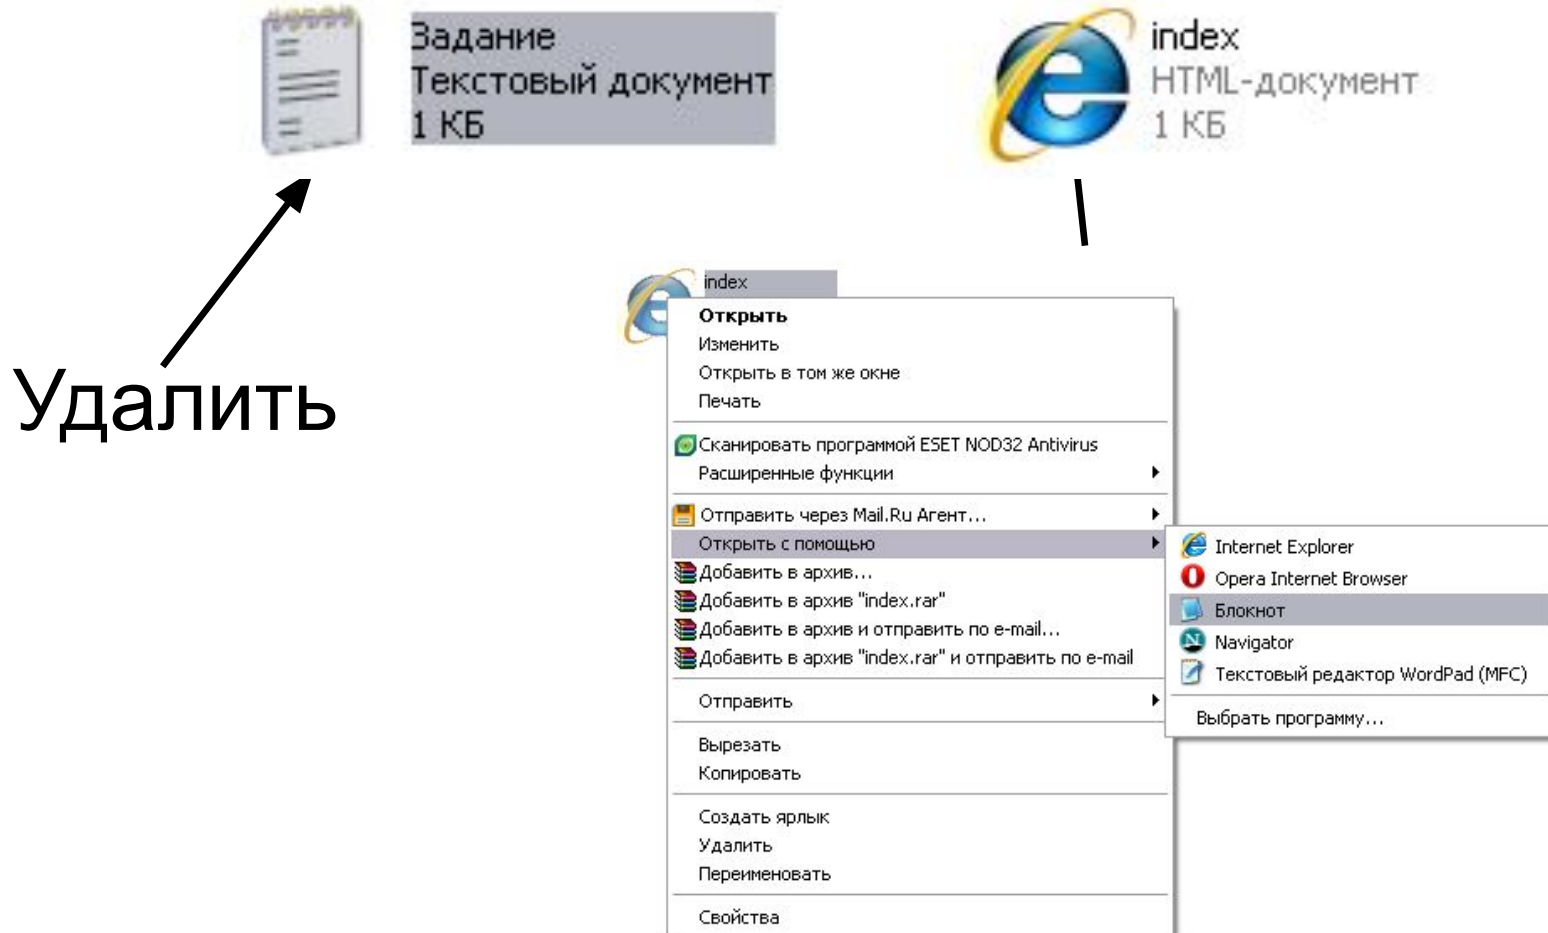 Задание
Текстовый документ
1 КБ
index
HTML-документ
1 КБ
Удалить
index
Открыть
Изменить
Открыть в том же окне
Печать
Сканировать программой ESET NOD32 Antivirus
Расширенные функции
Отправить через Mail.Ru Агент...
Открыть с помощью
Добавить в архив...
Добавить в архив "index.rar"
Добавить в архив и отправить по e-mail...
Добавить в архив "index.rar" и отправить по e-mail
Отправить
Вырезать
Копировать
Создать ярлык
Удалить
Переименовать
Свойства
Internet Explorer
Opera Internet Browser
Блокнот
Navigator
Текстовый редактор WordPad (MFC)
Выбрать программу...